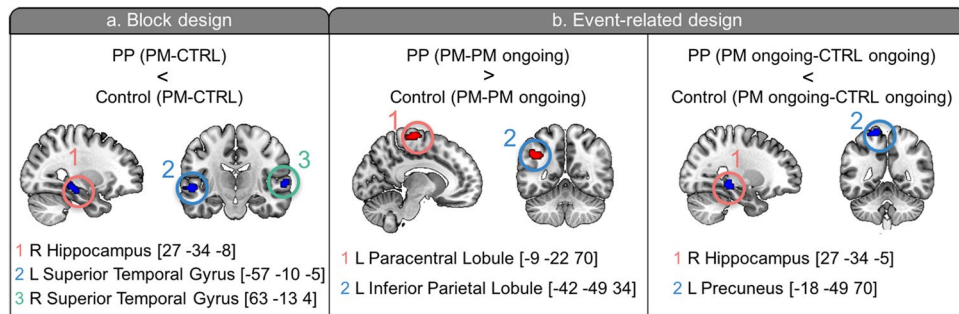 a. Block design
b. Event-related design
PP (PM-CTRL)
<
Control (PM-CTRL)
1
2
3
1 R Hippocampus [27 -34 -8]
2 L Superior Temporal Gyrus [-57 -10 -5]
3 R Superior Temporal Gyrus [63 -13 4]
PP (PM-PM ongoing)
>
Control (PM-PM ongoing)
1
2
1 L Paracentral Lobule [-9 -22 70]
2 L Inferior Parietal Lobule [-42 -49 34]
PP (PM ongoing-CTRL ongoing)
<
Control (PM ongoing-CTRL ongoing)
1
2
1 R Hippocampus [27 -34 -5]
2 L Precuneus [-18 -49 70]